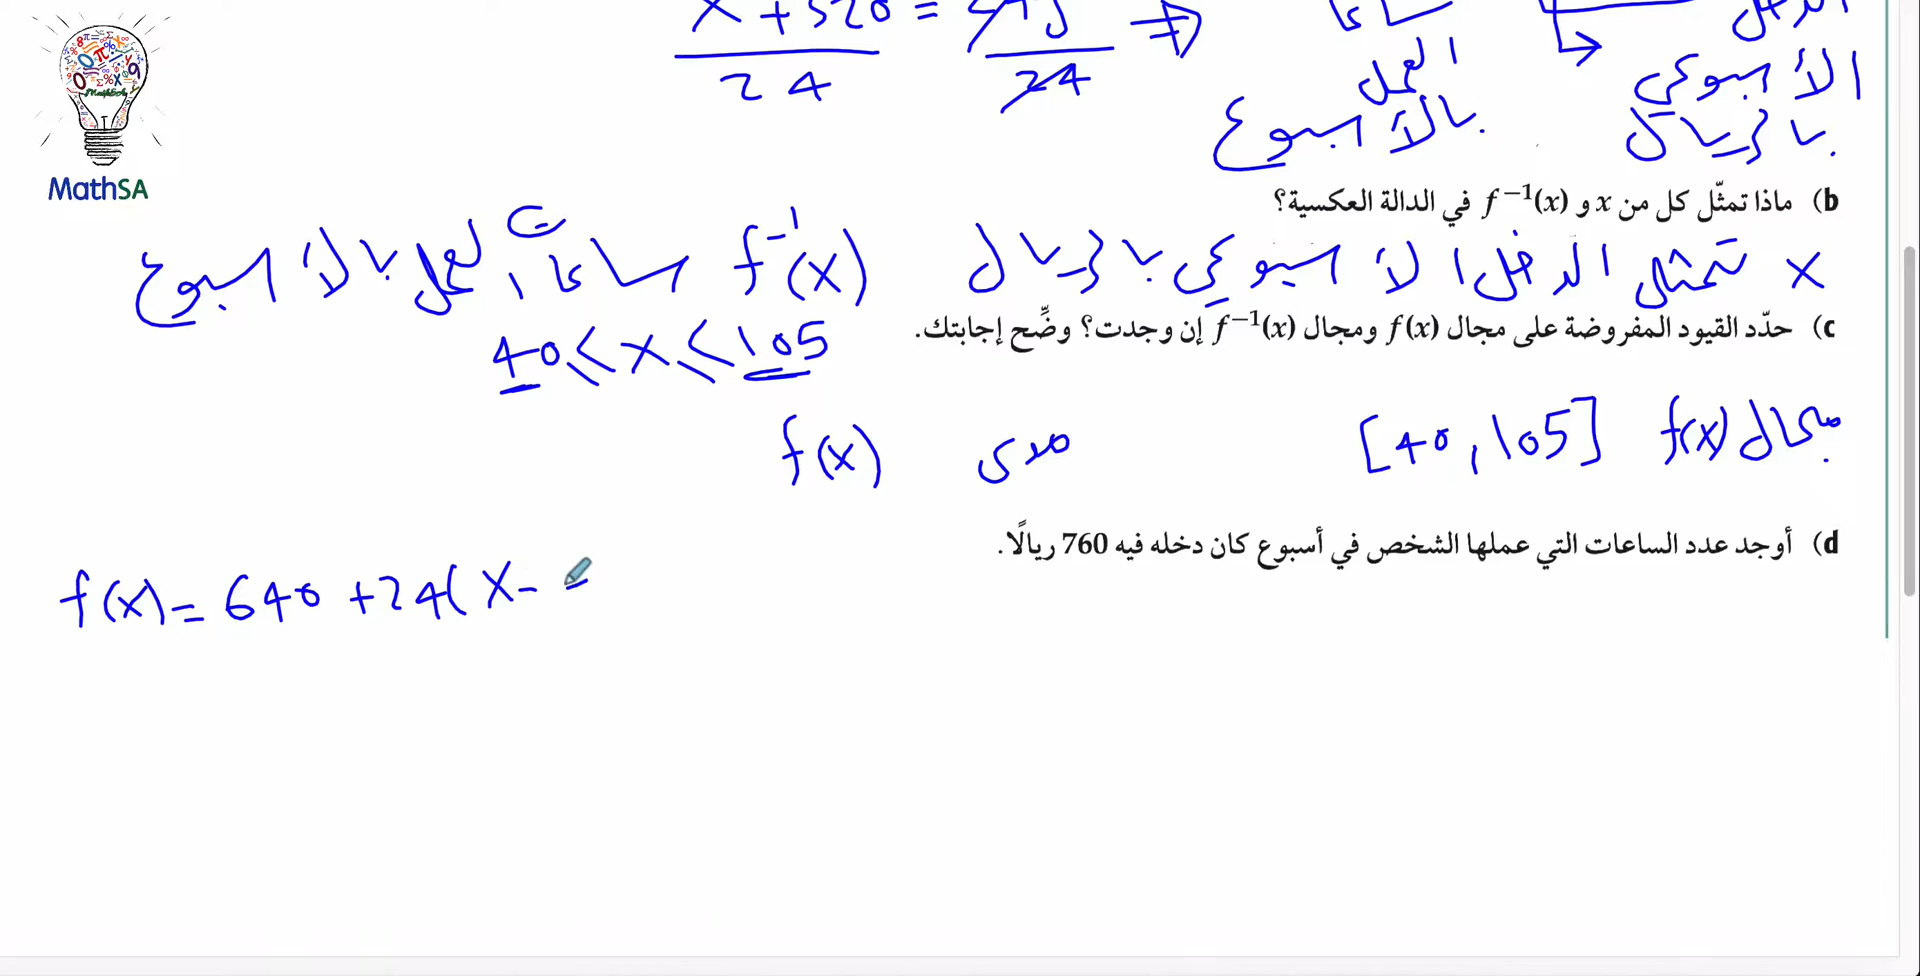 x + 320 = ⇒
24 24
العمل الأسبوعي
بالأسبوع بالريال
MathSA
b) ماذا تمثّل كل من x و f⁻¹(x) في الدالة العكسية؟
x تمثل الدخل الأسبوعي بالريال f⁻¹(x) ساعات العمل بالأسبوع
c) حدّد القيود المفروضة على مجال f(x) ومجال f⁻¹(x) إن وجدت؟ وضِّح إجابتك.
40 ≤ x ≤ 105
مجال f(x) [40, 105] مدى f(x)
d) أوجد عدد الساعات التي عملها الشخص في أسبوع كان دخله فيه 760 ريالًا.
f(x) = 640 + 24( x -